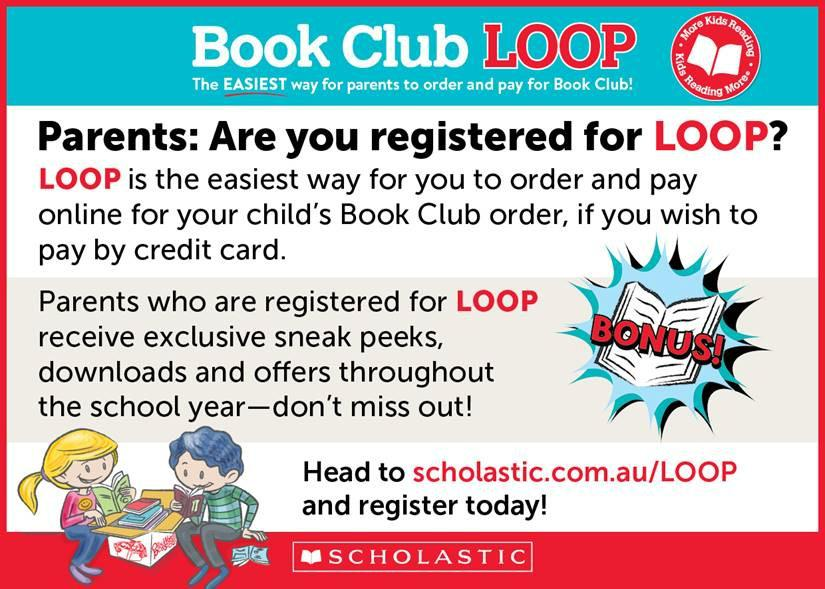 Book Club LOOP
The EASIEST way for parents to order and pay for Book Club!
More Kids Reading
Kids Reading More
Parents: Are you registered for LOOP?
LOOP is the easiest way for you to order and pay
online for your child's Book Club order, if you wish to
pay by credit card.
Parents who are registered for LOOP
receive exclusive sneak peeks,
downloads and offers throughout
the school year—don't miss out!
BONUS!
Head to scholastic.com.au/LOOP
and register today!
SCHOLASTIC